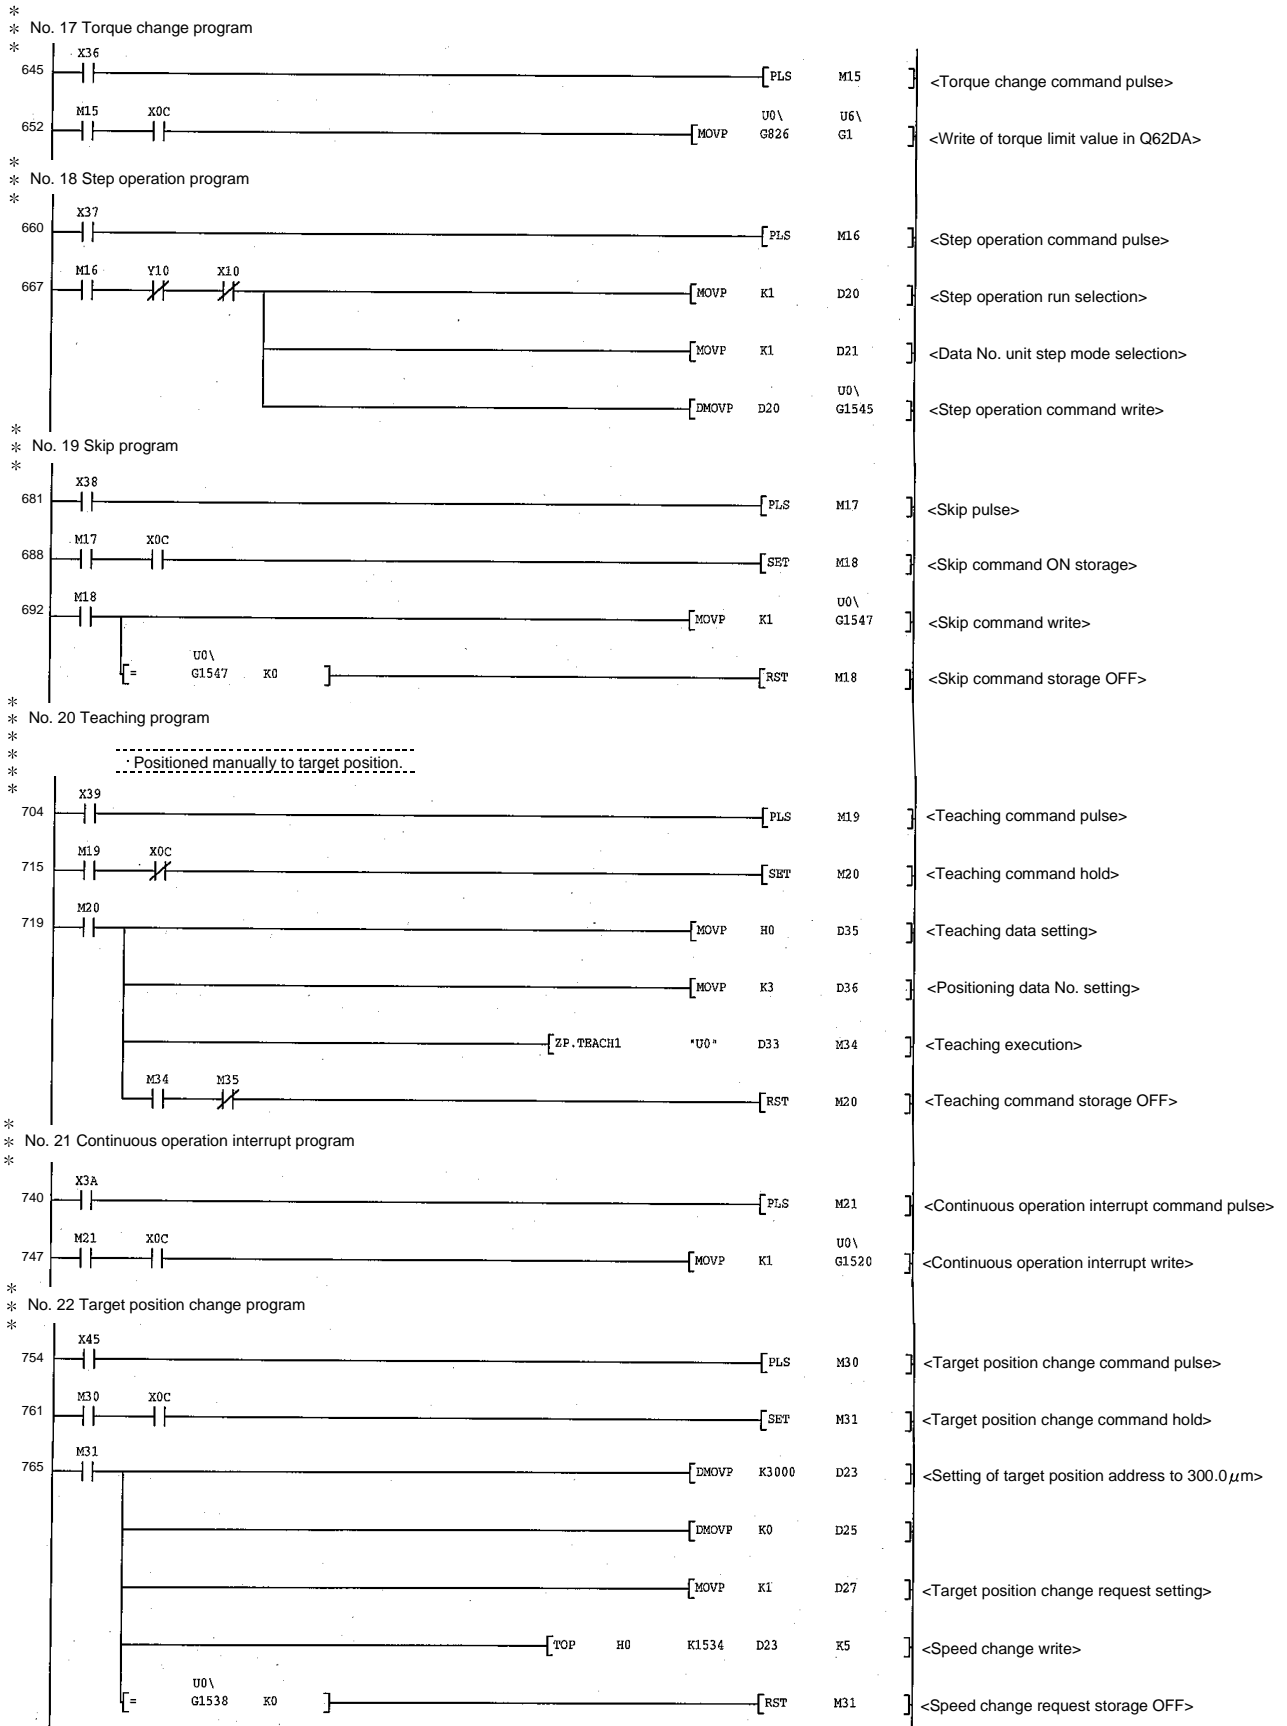 *
* No. 17 Torque change program
*
X36
645 [PLS M15 ] <Torque change command pulse>
M15 X0C U0\ U6\
652 [MOVP G826 G1 ] <Write of torque limit value in Q62DA>
*
* No. 18 Step operation program
*
X37
660 [PLS M16 ] <Step operation command pulse>
M16 Y10 X10
667 [MOVP K1 D20 ] <Step operation run selection>
[MOVP K1 D21 ] <Data No. unit step mode selection>
U0\
[DMOVP D20 G1545 ] <Step operation command write>
*
* No. 19 Skip program
*
X38
681 [PLS M17 ] <Skip pulse>
M17 X0C
688 [SET M18 ] <Skip command ON storage>
M18 U0\
692 [MOVP K1 G1547 ] <Skip command write>
U0\
[= G1547 K0 ] [RST M18 ] <Skip command storage OFF>
*
* No. 20 Teaching program
*
*
· Positioned manually to target position.
*
*
X39
704 [PLS M19 ] <Teaching command pulse>
M19 X0C
715 [SET M20 ] <Teaching command hold>
M20
719 [MOVP H0 D35 ] <Teaching data setting>
[MOVP K3 D36 ] <Positioning data No. setting>
[ZP.TEACH1 "U0" D33 M34 ] <Teaching execution>
M34 M35
[RST M20 ] <Teaching command storage OFF>
*
* No. 21 Continuous operation interrupt program
*
X3A
740 [PLS M21 ] <Continuous operation interrupt command pulse>
M21 X0C U0\
747 [MOVP K1 G1520 ] <Continuous operation interrupt write>
*
* No. 22 Target position change program
*
X45
754 [PLS M30 ] <Target position change command pulse>
M30 X0C
761 [SET M31 ] <Target position change command hold>
M31
765 [DMOVP K3000 D23 ] <Setting of target position address to 300.0 μm>
[DMOVP K0 D25 ]
[MOVP K1 D27 ] <Target position change request setting>
[TOP H0 K1534 D23 K5 ] <Speed change write>
U0\
[= G1538 K0 ] [RST M31 ] <Speed change request storage OFF>